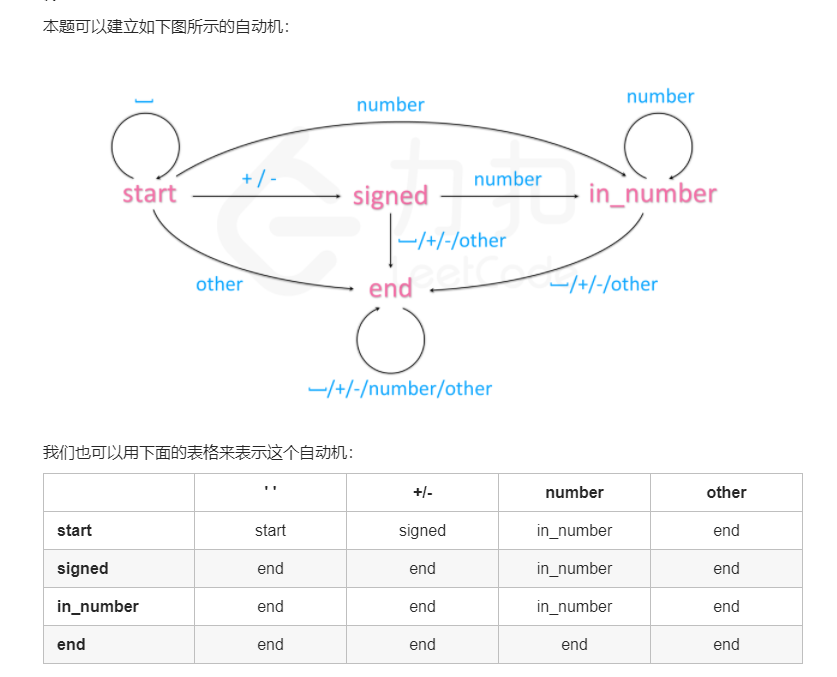 本题可以建立如下图所示的自动机：
number
number
+ / -
number
start
signed
in_number
⎵/+/-/other
other
end
⎵/+/-/other
⎵/+/-/number/other
力扣
LeetCode
我们也可以用下面的表格来表示这个自动机：
' ' +/- number other
start start signed in_number end
signed end end in_number end
in_number end end in_number end
end end end end end